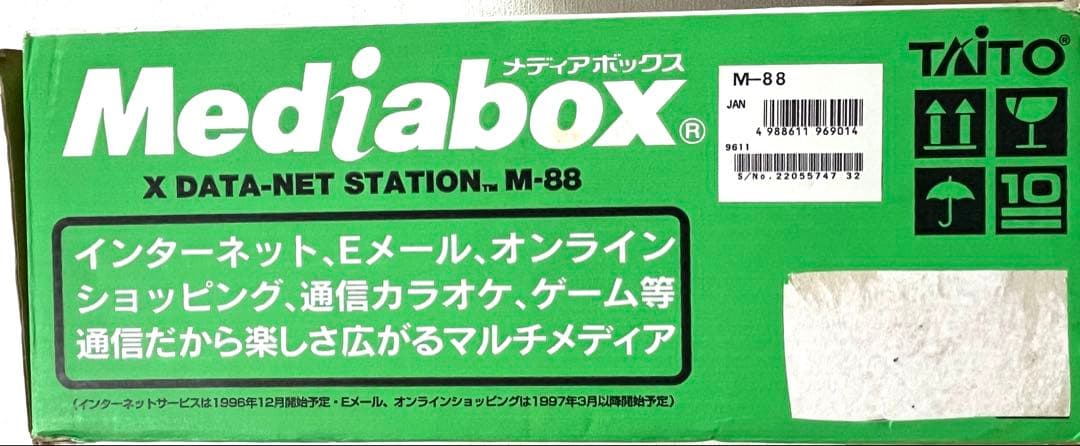 メディアボックス
Mediabox®
X DATA-NET STATION™ M-88
インターネット、Eメール、オンライン
ショッピング、通信カラオケ、ゲーム等
通信だから楽しさ広がるマルチメディア
(インターネットサービスは1996年12月開始予定・Eメール、オンラインショッピングは1997年3月以降開始予定)
M-88
JAN
4 988611 969014
9611
S/No. 22055747 32
TAITO®
10